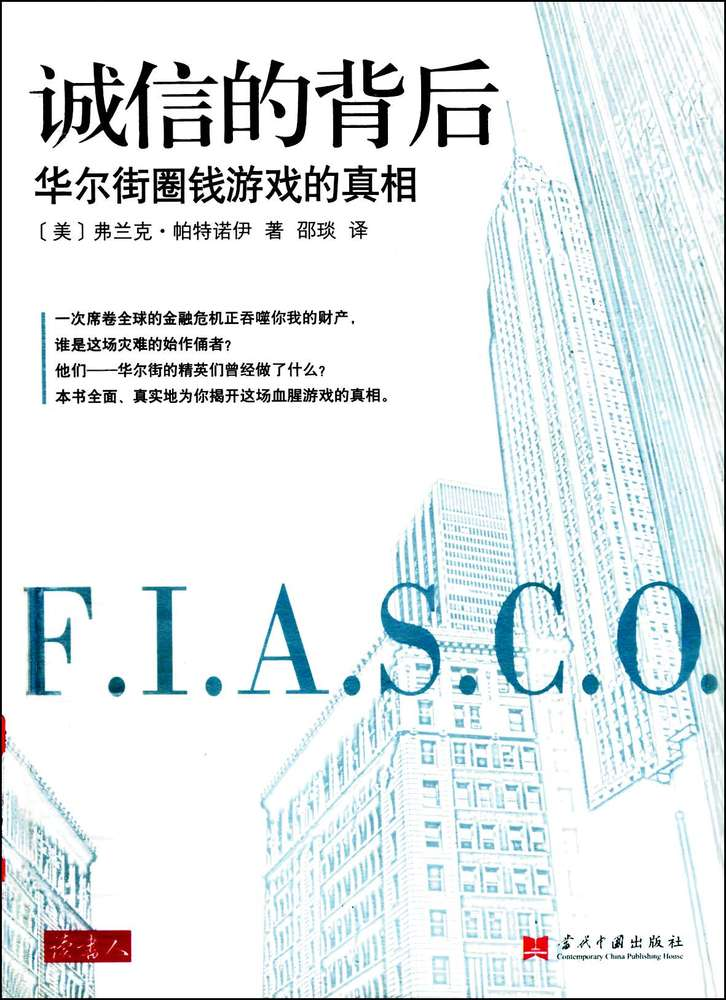 诚信的背后
华尔街圈钱游戏的真相
〔美〕弗兰克·帕特诺伊 著 邵琰 译
一次席卷全球的金融危机正吞噬你我的财产，
谁是这场灾难的始作俑者？
他们——华尔街的精英们曾经做了什么？
本书全面、真实地为你揭开这场血腥游戏的真相。
F.I.A.S.C.O.
读书人
当代中国出版社
Contemporary China Publishing House